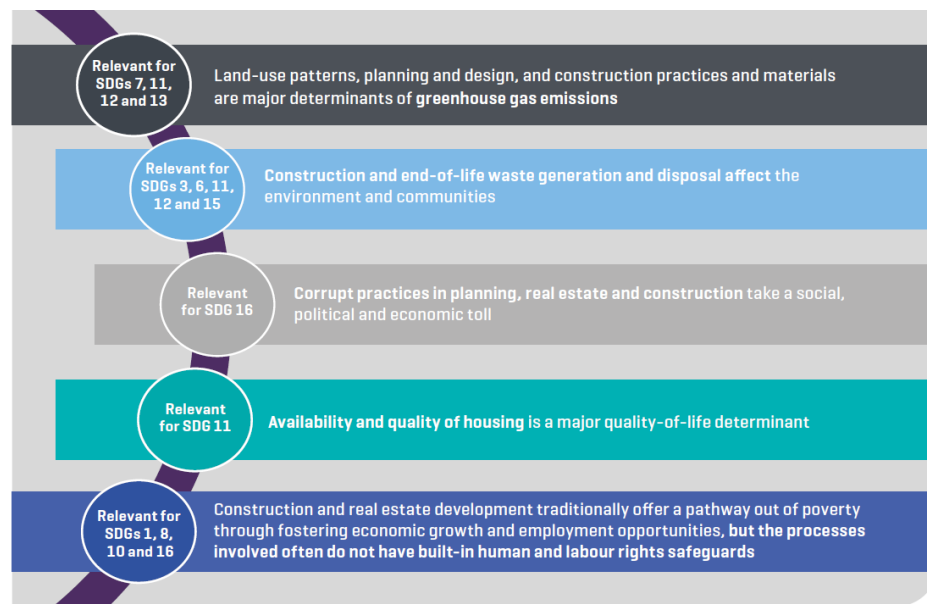 Relevant for
SDGs 7, 11,
12 and 13
Land-use patterns, planning and design, and construction practices and materials
are major determinants of greenhouse gas emissions
Relevant for
SDGs 3, 6, 11,
12 and 15
Construction and end-of-life waste generation and disposal affect the
environment and communities
Relevant
for SDG 16
Corrupt practices in planning, real estate and construction take a social,
political and economic toll
Relevant
for SDG 11
Availability and quality of housing is a major quality-of-life determinant
Relevant for
SDGs 1, 8,
10 and 16
Construction and real estate development traditionally offer a pathway out of poverty
through fostering economic growth and employment opportunities, but the processes
involved often do not have built-in human and labour rights safeguards